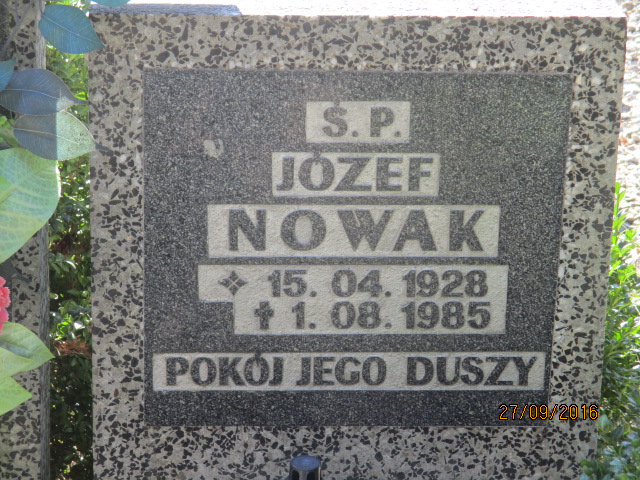 Ś.P.
JÓZEF
NOWAK
15. 04. 1928
✝ 1. 08. 1985
POKÓJ JEGO DUSZY
27/09/2016